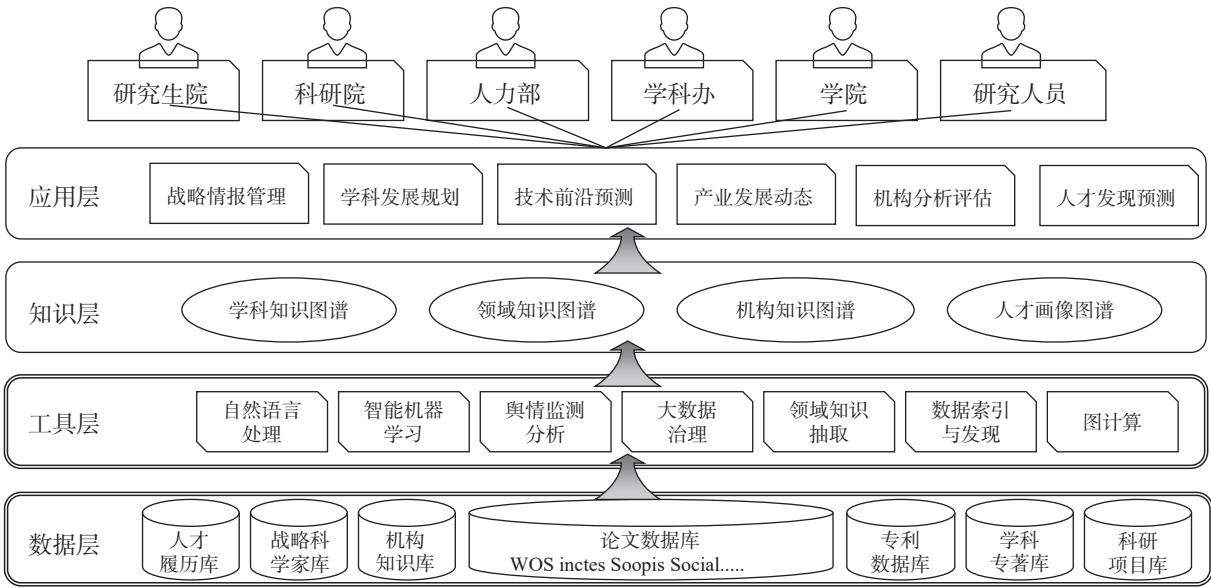 研究生院
科研院
人力部
学科办
学院
研究人员
应用层
战略情报管理
学科发展规划
技术前沿预测
产业发展动态
机构分析评估
人才发现预测
知识层
学科知识图谱
领域知识图谱
机构知识图谱
人才画像图谱
工具层
自然语言
处理
智能机器
学习
舆情监测
分析
大数据
治理
领域知识
抽取
数据索引
与发现
图计算
数据层
人才
履历库
战略科
学家库
机构
知识库
论文数据库
WOS inctes Soopis Social.....
专利
数据库
学科
专著库
科研
项目库